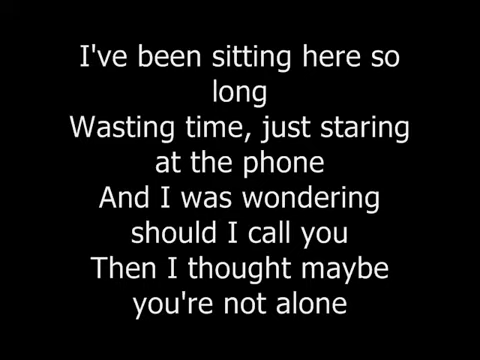 I've been sitting here so
long
Wasting time, just staring
at the phone
And I was wondering
should I call you
Then I thought maybe
you're not alone